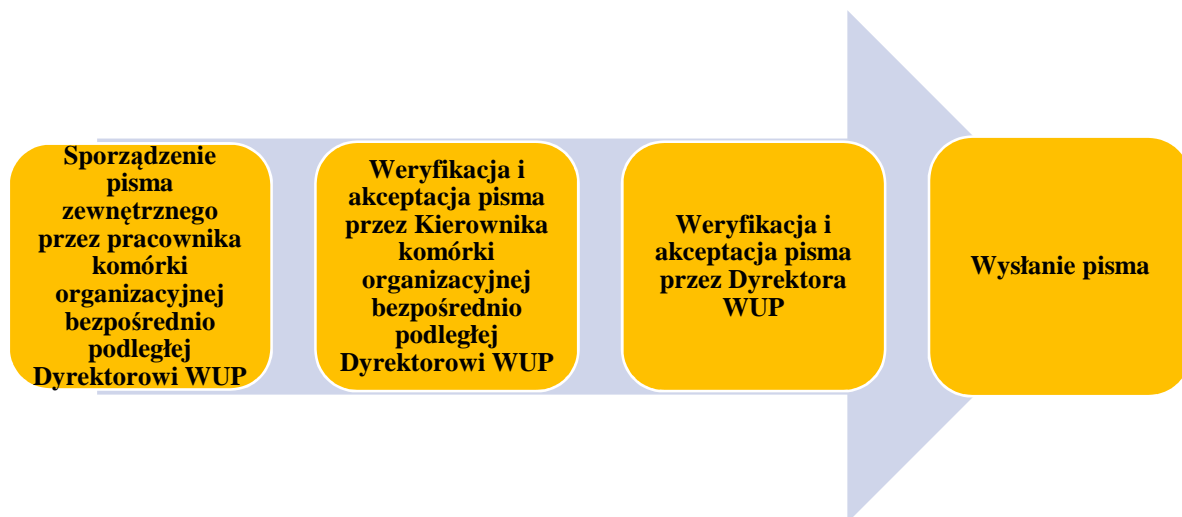 Sporządzenie
pisma
zewnętrznego
przez pracownika
komórki
organizacyjnej
bezpośrednio
podległej
Dyrektorowi WUP
Weryfikacja i
akceptacja pisma
przez Kierownika
komórki
organizacyjnej
bezpośrednio
podległej
Dyrektorowi WUP
Weryfikacja i
akceptacja pisma
przez Dyrektora
WUP
Wysłanie pisma